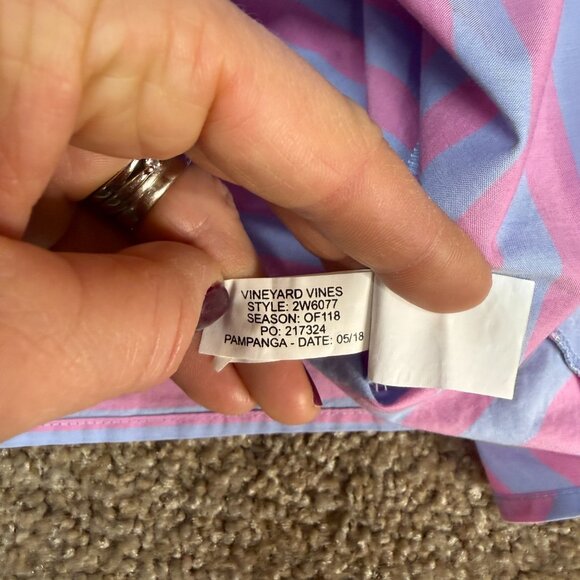 VINEYARD VINES
STYLE: 2W6077
SEASON: OF118
PO: 217324
PAMPANGA - DATE: 05/18